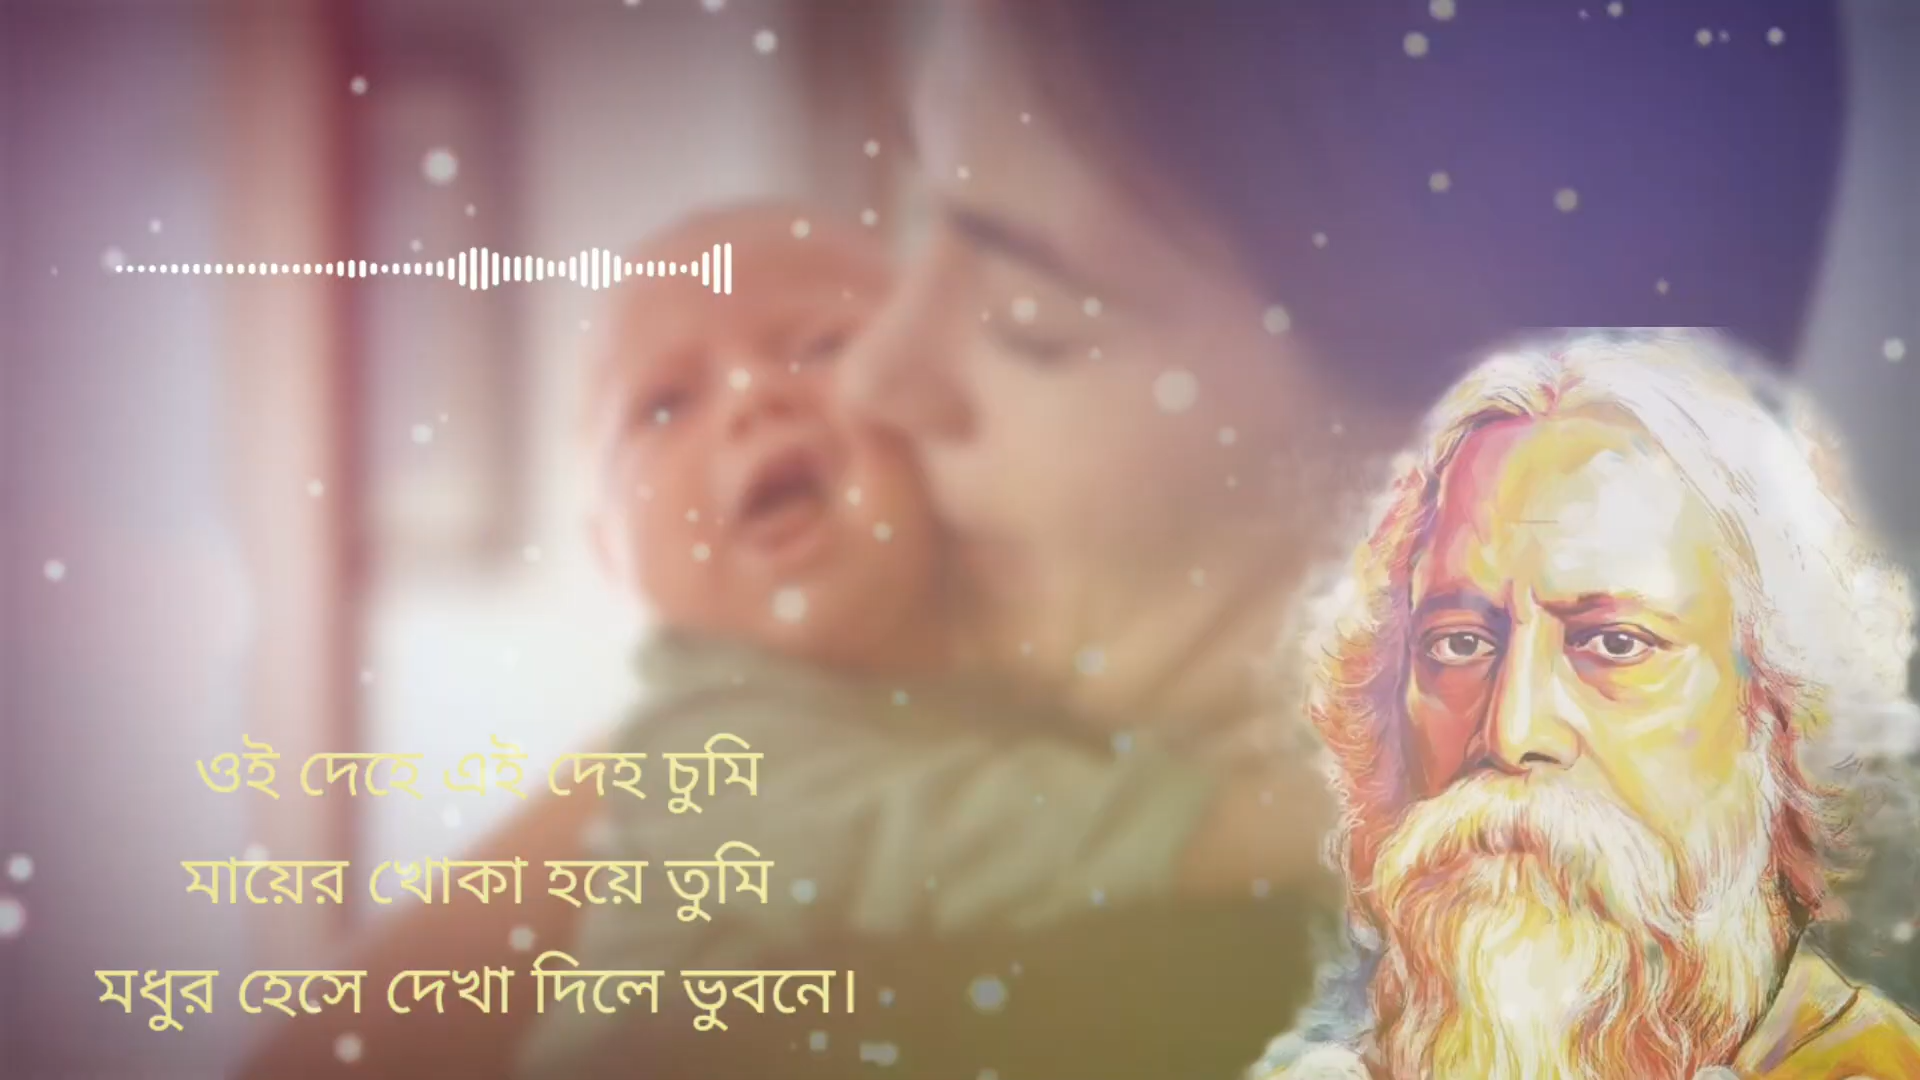 ওই দেহে এই দেহ চুমি
মায়ের খোকা হয়ে তুমি
মধুর হেসে দেখা দিলে ভুবনে।